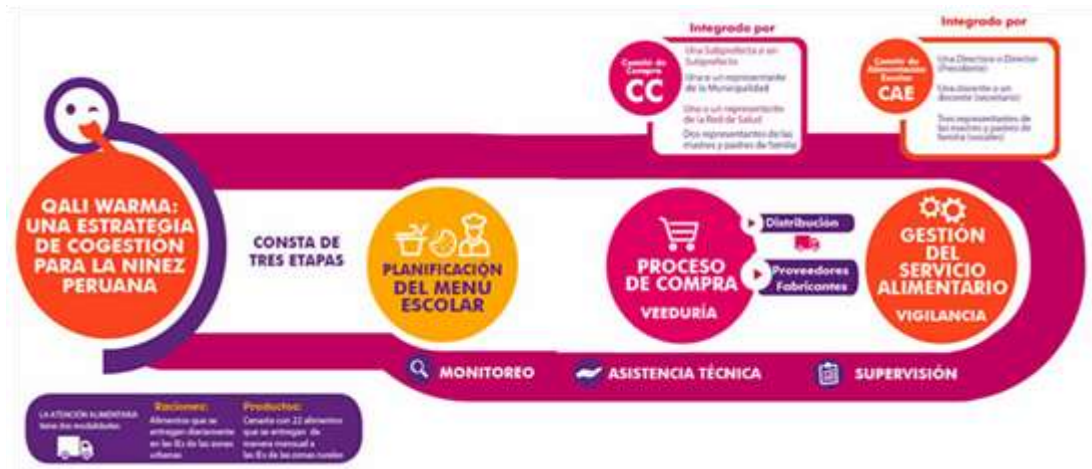 Integrado por
Comité de
Compra
CC
Una Subprefecta o un
Subprefecto
Una o un representante
de la Municipalidad
Una o un representante
de la Red de Salud
Dos representantes de las
madres y padres de familia
Integrado por
Comité de
Alimentación
Escolar
CAE
Una Directora o Director
(Presidente)
Una docente o un
docente (secretario)
Tres representantes de
las madres y padres de
familia (vocales)
QALI WARMA:
UNA ESTRATEGIA
DE COGESTIÓN
PARA LA NIÑEZ
PERUANA
CONSTA DE
TRES ETAPAS
PLANIFICACIÓN
DEL MENU
ESCOLAR
PROCESO
DE COMPRA
VEEDURÍA
Distribución
Proveedores
Fabricantes
GESTIÓN
DEL
SERVICIO
ALIMENTARIO
VIGILANCIA
MONITOREO
ASISTENCIA TÉCNICA
SUPERVISIÓN
LA ATENCIÓN ALIMENTARIA
tiene dos modalidades:
Raciones:
Alimentos que se
entregan diariamente
en las IEs de las zonas
urbanas
Productos:
Canasta con 22 alimentos
que se entregan de
manera mensual a
las IEs de las zonas rurales